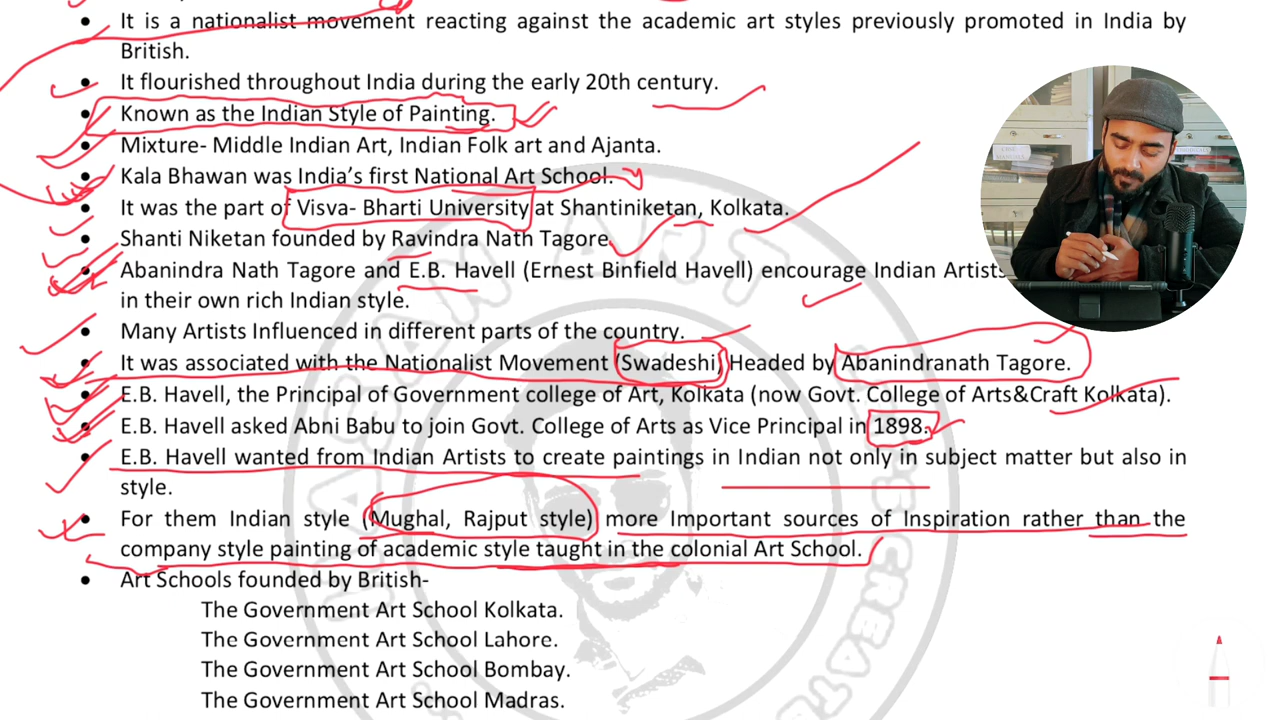 • It is a nationalist movement reacting against the academic art styles previously promoted in India by
British.
• It flourished throughout India during the early 20th century.
• Known as the Indian Style of Painting.
• Mixture- Middle Indian Art, Indian Folk art and Ajanta.
• Kala Bhawan was India's first National Art School.
• It was the part of Visva- Bharti University at Shantiniketan, Kolkata.
• Shanti Niketan founded by Ravindra Nath Tagore.
• Abanindra Nath Tagore and E.B. Havell (Ernest Binfield Havell) encourage Indian Artists
in their own rich Indian style.
• Many Artists Influenced in different parts of the country.
• It was associated with the Nationalist Movement (Swadeshi) Headed by Abanindranath Tagore.
• E.B. Havell, the Principal of Government college of Art, Kolkata (now Govt. College of Arts&Craft Kolkata).
• E.B. Havell asked Abni Babu to join Govt. College of Arts as Vice Principal in 1898.
• E.B. Havell wanted from Indian Artists to create paintings in Indian not only in subject matter but also in
style.
• For them Indian style (Mughal, Rajput style) more Important sources of Inspiration rather than the
company style painting of academic style taught in the colonial Art School.
• Art Schools founded by British-
The Government Art School Kolkata.
The Government Art School Lahore.
The Government Art School Bombay.
The Government Art School Madras.